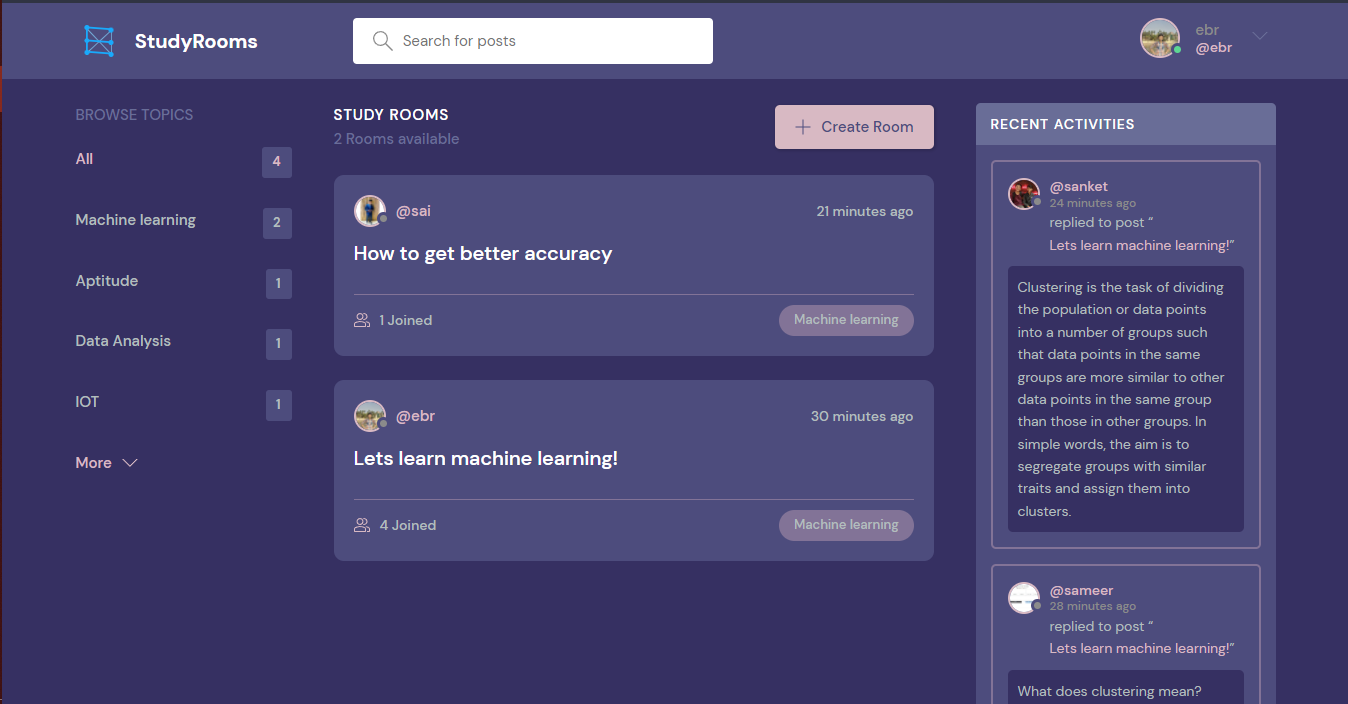 StudyRooms
Search for posts
ebr
@ebr
BROWSE TOPICS
All 4
Machine learning 2
Aptitude 1
Data Analysis 1
IOT 1
More
STUDY ROOMS
2 Rooms available
Create Room
@sai 21 minutes ago
How to get better accuracy
1 Joined Machine learning
@ebr 30 minutes ago
Lets learn machine learning!
4 Joined Machine learning
RECENT ACTIVITIES
@sanket
24 minutes ago
replied to post “
Lets learn machine learning!”
Clustering is the task of dividing
the population or data points
into a number of groups such
that data points in the same
groups are more similar to other
data points in the same group
than those in other groups. In
simple words, the aim is to
segregate groups with similar
traits and assign them into
clusters.
@sameer
28 minutes ago
replied to post “
Lets learn machine learning!”
What does clustering mean?